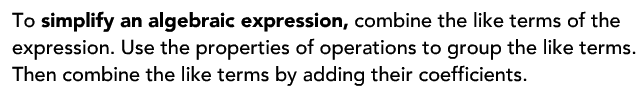 To simplify an algebraic expression, combine the like terms of the
expression. Use the properties of operations to group the like terms.
Then combine the like terms by adding their coefficients.